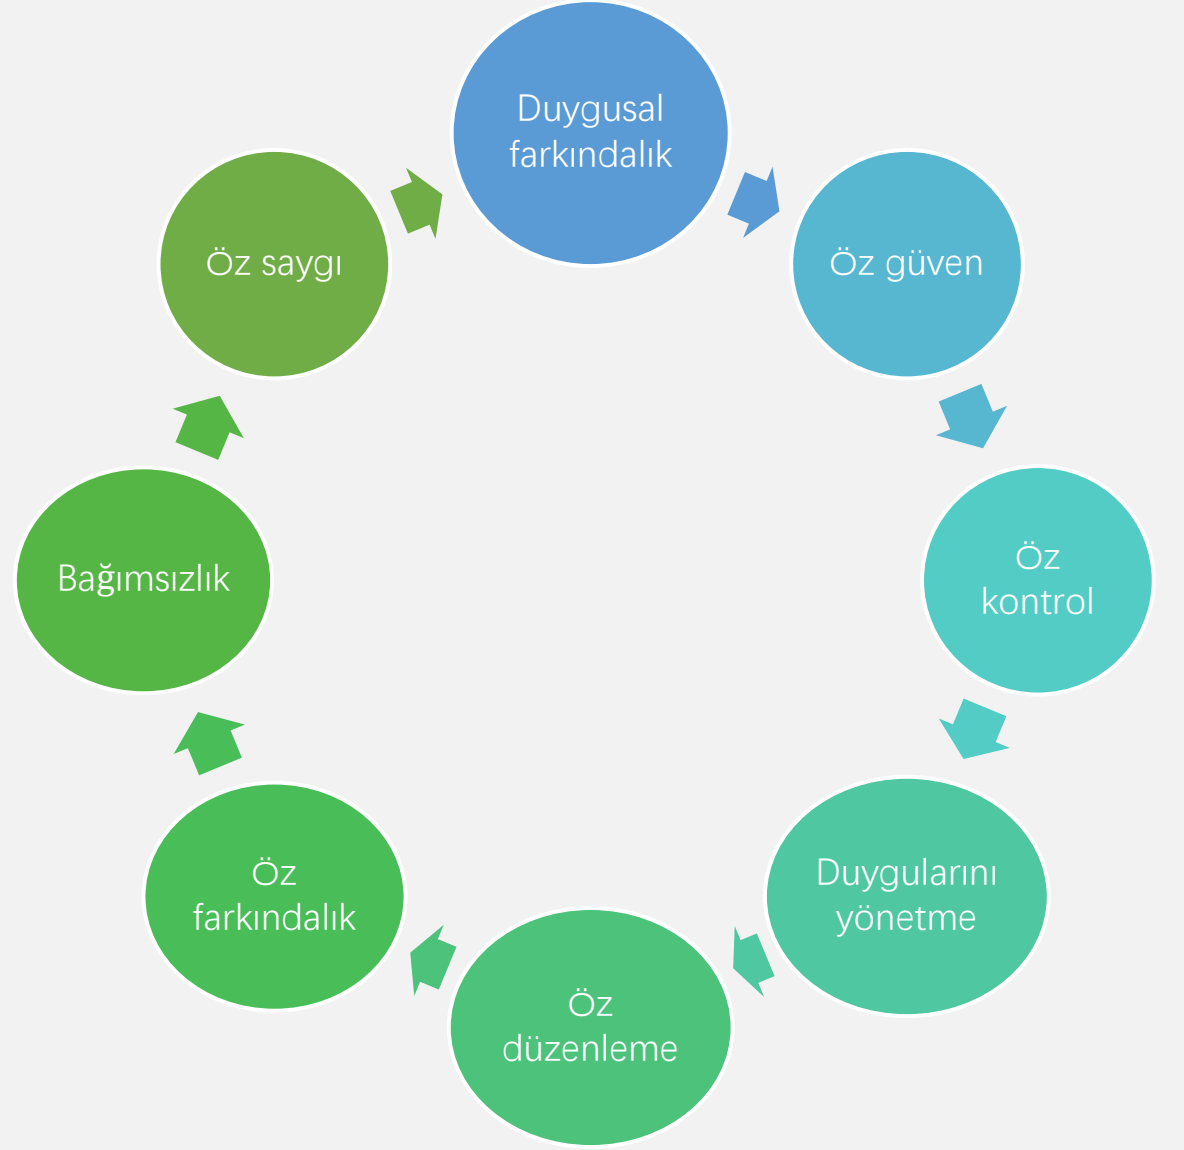 Duygusal
farkındalık
Öz güven
Öz
kontrol
Duygularını
yönetme
Öz
düzenleme
Öz
farkındalık
Bağımsızlık
Öz saygı